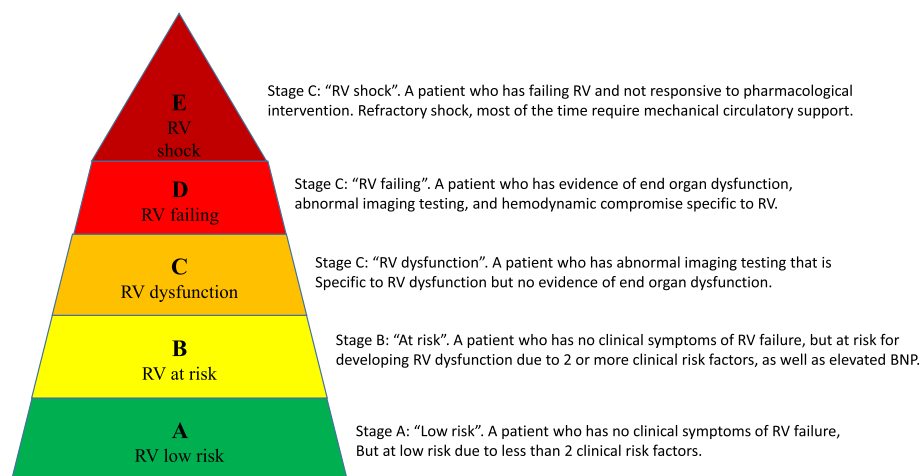 E
RV
shock
Stage C: “RV shock”. A patient who has failing RV and not responsive to pharmacological
intervention. Refractory shock, most of the time require mechanical circulatory support.
D
RV failing
Stage C: “RV failing”. A patient who has evidence of end organ dysfunction,
abnormal imaging testing, and hemodynamic compromise specific to RV.
C
RV dysfunction
Stage C: “RV dysfunction”. A patient who has abnormal imaging testing that is
Specific to RV dysfunction but no evidence of end organ dysfunction.
B
RV at risk
Stage B: “At risk”. A patient who has no clinical symptoms of RV failure, but at risk for
developing RV dysfunction due to 2 or more clinical risk factors, as well as elevated BNP.
A
RV low risk
Stage A: “Low risk”. A patient who has no clinical symptoms of RV failure,
But at low risk due to less than 2 clinical risk factors.